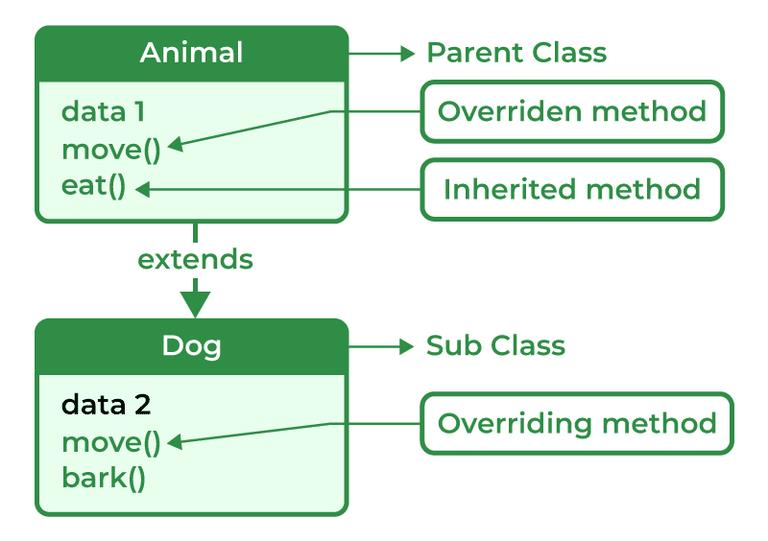 Animal
Parent Class
data 1
Overriden method
move()
eat()
Inherited method
extends
Dog
Sub Class
data 2
move()
Overriding method
bark()